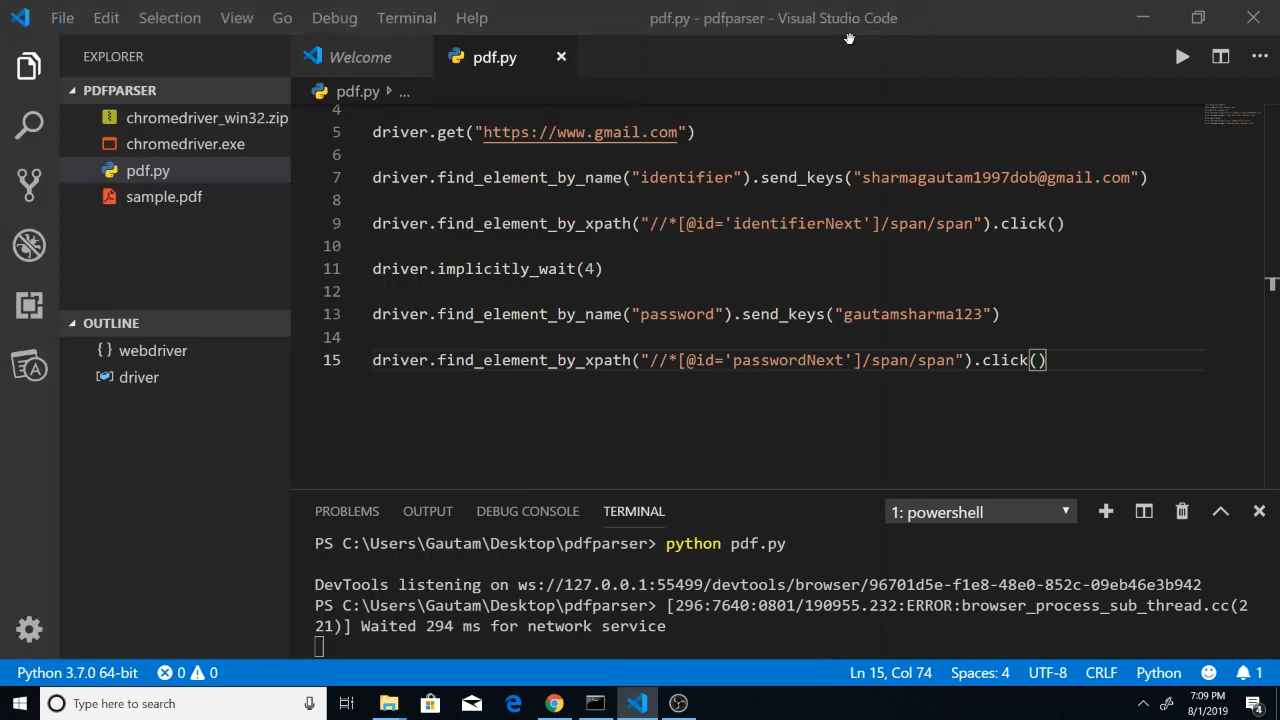 File Edit Selection View Go Debug Terminal Help pdf.py - pdfparser - Visual Studio Code
EXPLORER
Welcome pdf.py
PDFPARSER
pdf.py ...
chromedriver_win32.zip
chromedriver.exe
pdf.py
sample.pdf
OUTLINE
webdriver
driver
4
5 driver.get("https://www.gmail.com")
6
7 driver.find_element_by_name("identifier").send_keys("sharmagautam1997dob@gmail.com")
8
9 driver.find_element_by_xpath("//*[@id='identifierNext']/span/span").click()
10
11 driver.implicitly_wait(4)
12
13 driver.find_element_by_name("password").send_keys("gautamsharma123")
14
15 driver.find_element_by_xpath("//*[@id='passwordNext']/span/span").click()
PROBLEMS OUTPUT DEBUG CONSOLE TERMINAL 1: powershell
PS C:\Users\Gautam\Desktop\pdfparser> python pdf.py
DevTools listening on ws://127.0.0.1:55499/devtools/browser/96701d5e-f1e8-48e0-852c-09eb46e3b942
PS C:\Users\Gautam\Desktop\pdfparser> [296:7640:0801/190955.232:ERROR:browser_process_sub_thread.cc(2
21)] Waited 294 ms for network service
Python 3.7.0 64-bit 0 0 Ln 15, Col 74 Spaces: 4 UTF-8 CRLF Python 1
Type here to search
7:09 PM
8/1/2019
4